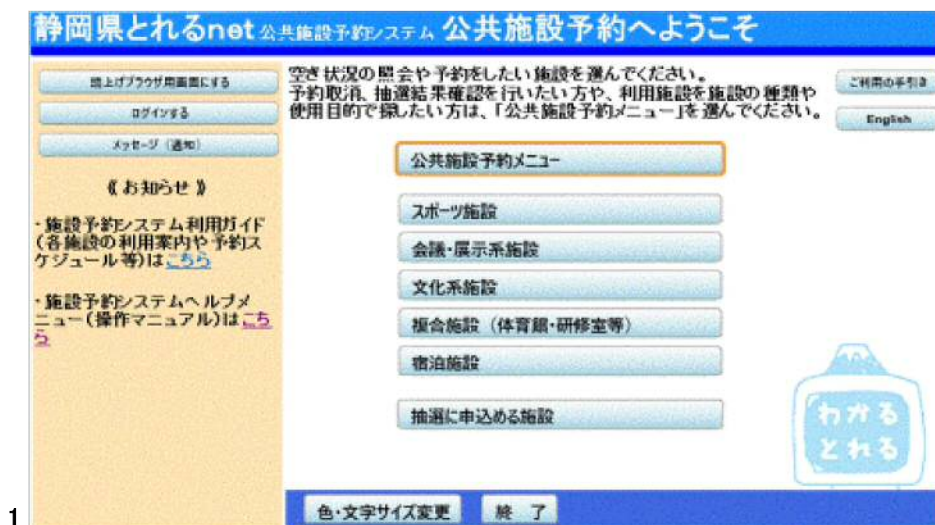 静岡県とれるnet 公共施設予約システム 公共施設予約へようこそ
読上げブラウザ用画面にする
ログインする
メッセージ（通知）
《お知らせ》
・施設予約システム利用ガイド
（各施設の利用案内や予約ス
ケジュール等）はこちら
・施設予約システムヘルプメ
ニュー（操作マニュアル）はこち
ら
空き状況の照会や予約をしたい施設を選んでください。
予約取消、抽選結果確認を行いたい方や、利用施設を施設の種類や
使用目的で探したい方は、「公共施設予約メニュー」を選んでください。
ご利用の手引き
English
公共施設予約メニュー
スポーツ施設
会議・展示系施設
文化系施設
複合施設（体育館・研修室等）
宿泊施設
抽選に申込める施設
わかる
とれる
色・文字サイズ変更
終 了
1